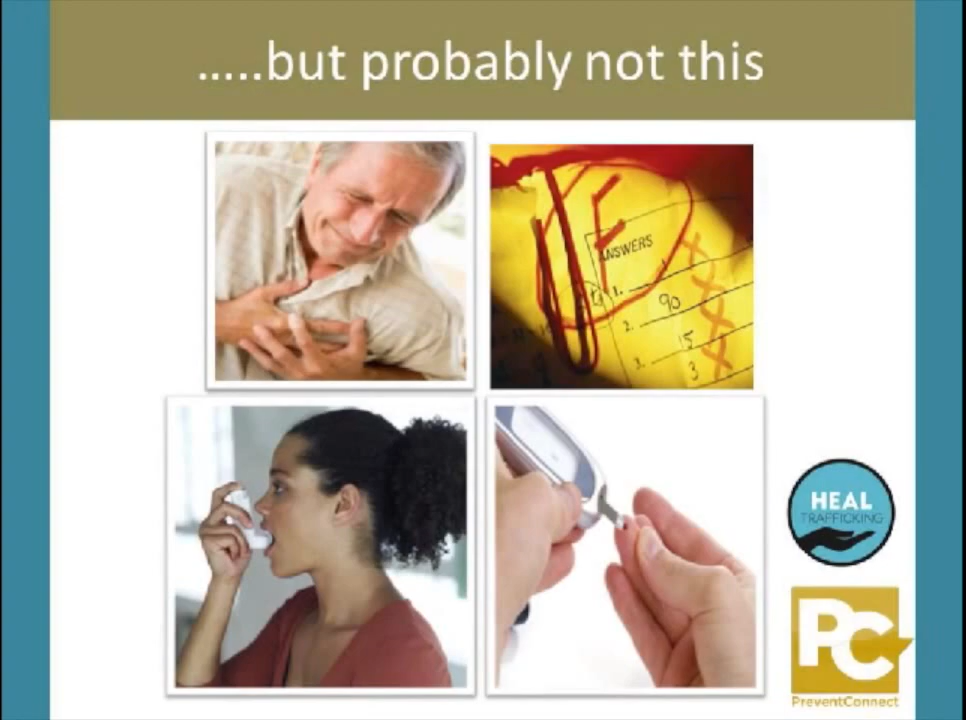 .....but probably not this
F
ANSWERS
1.
2.
90
15
3.
3
HEAL
TRAFFICKING
PC
PreventConnect